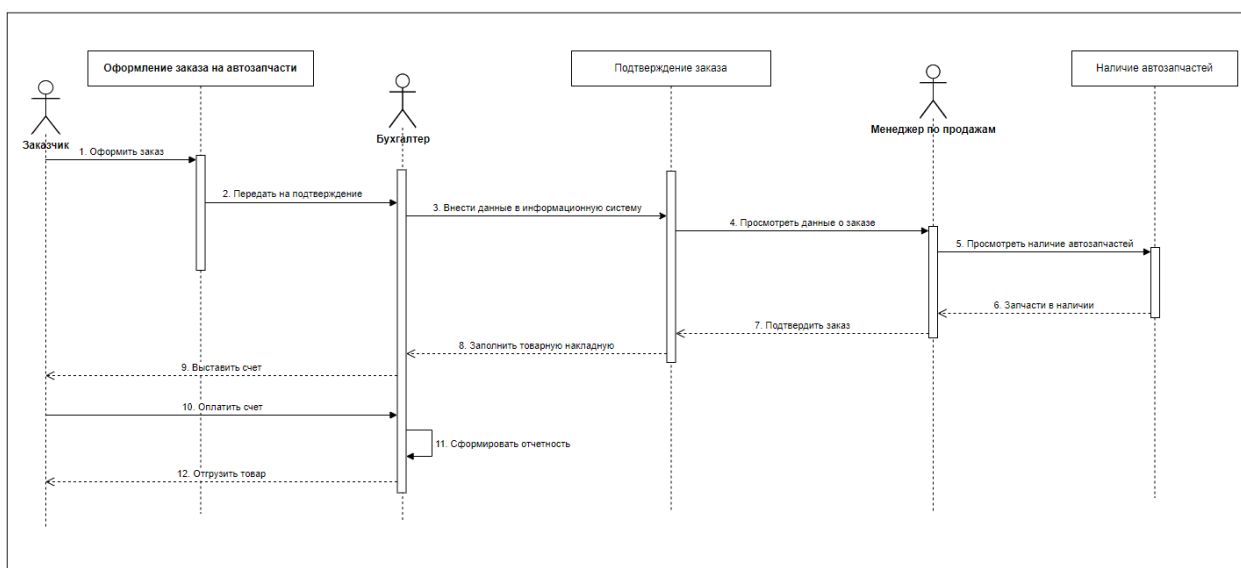 Оформление заказа на автозапчасти
Подтверждение заказа
Наличие автозапчастей
Заказчик
Бухгалтер
Менеджер по продажам
1. Оформить заказ
2. Передать на подтверждение
3. Внести данные в информационную систему
4. Просмотреть данные о заказе
5. Просмотреть наличие автозапчастей
6. Запчасти в наличии
7. Подтвердить заказ
8. Заполнить товарную накладную
9. Выставить счет
10. Оплатить счет
11. Сформировать отчетность
12. Отгрузить товар